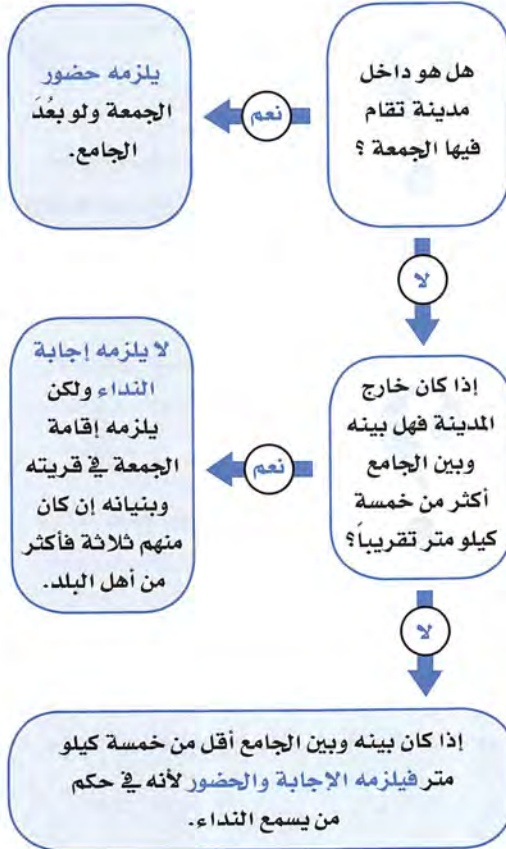 هل هو داخل
مدينة تقام
فيها الجمعة ؟
نعم
يلزمه حضور
الجمعة ولو بعُدَ
الجامع.
لا
إذا كان خارج
المدينة فهل بينه
وبين الجامع
أكثر من خمسة
كيلو متر تقريباً؟
نعم
لا يلزمه إجابة
النداء ولكن
يلزمه إقامة
الجمعة في قريته
وبنيانه إن كان
منهم ثلاثة فأكثر
من أهل البلد.
لا
إذا كان بينه وبين الجامع أقل من خمسة كيلو
متر فيلزمه الإجابة والحضور لأنه في حكم
من يسمع النداء.